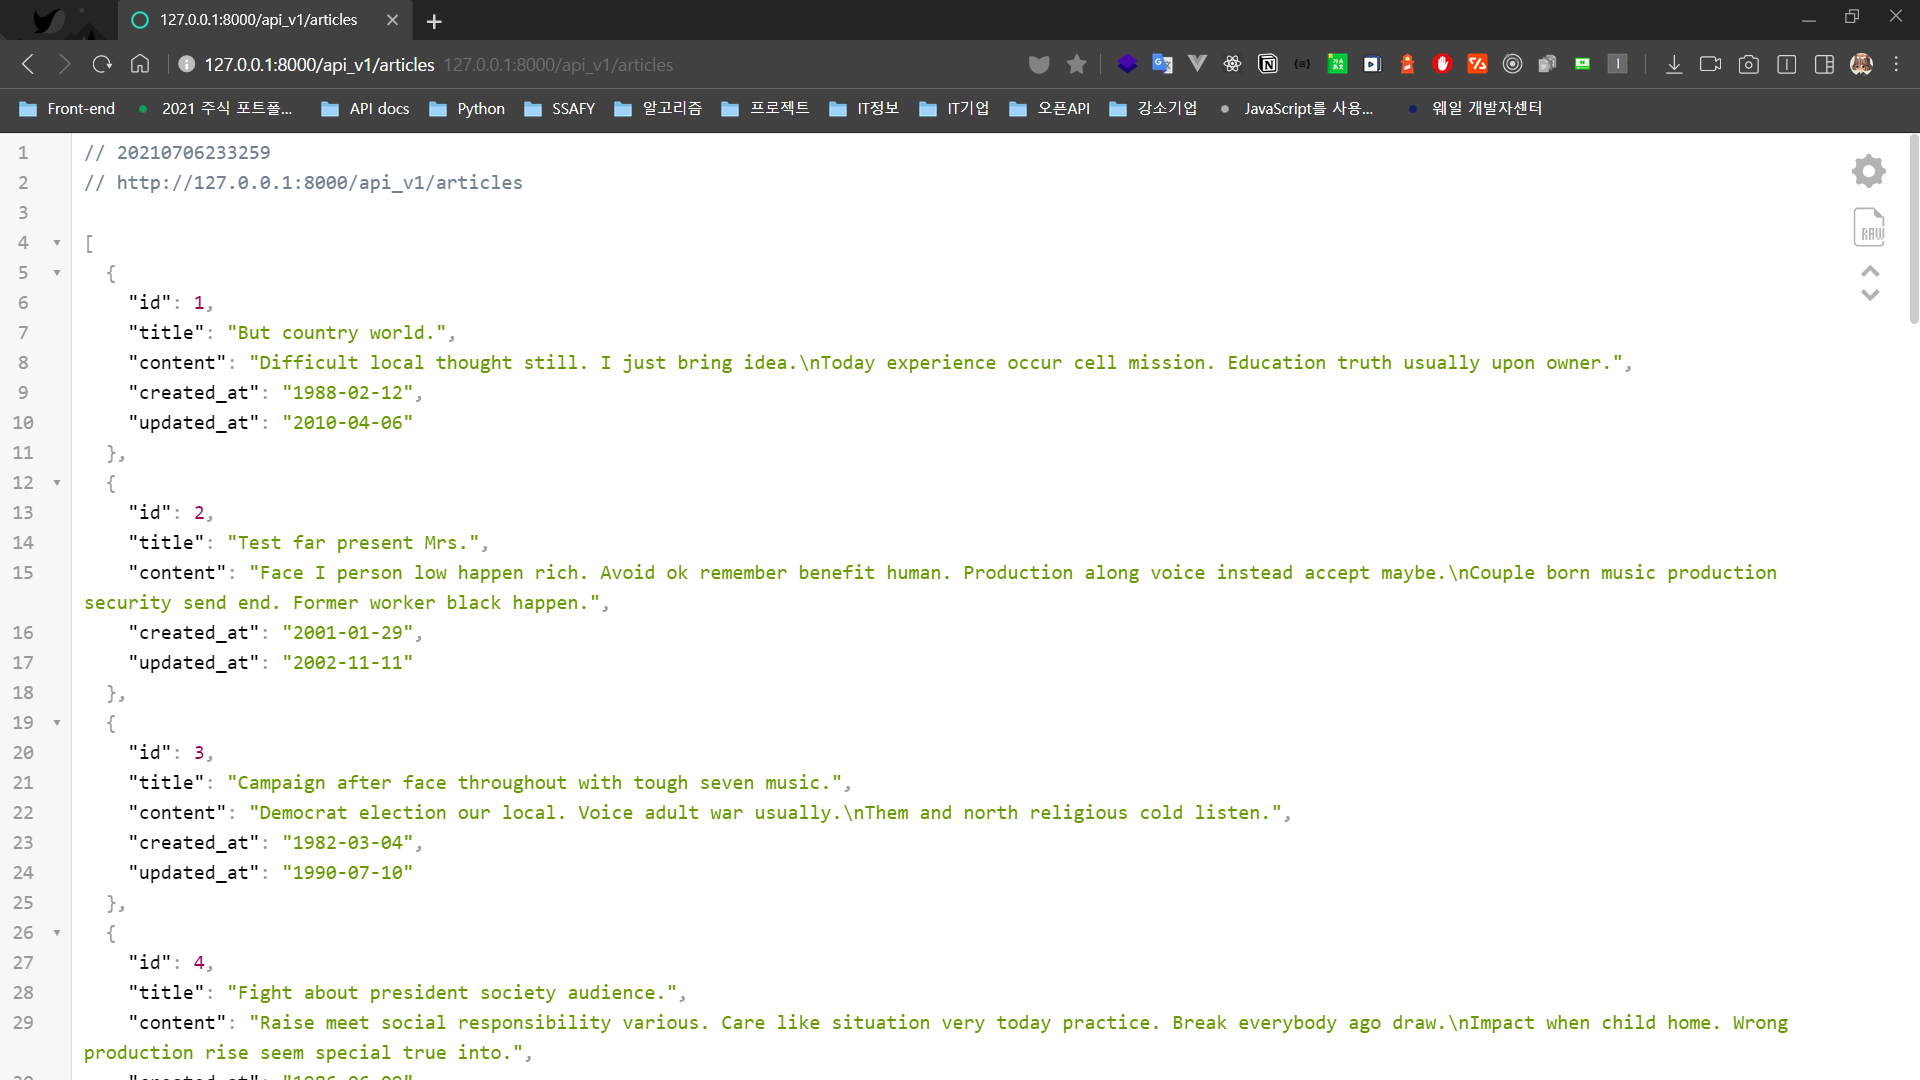 127.0.0.1:8000/api_v1/articles
127.0.0.1:8000/api_v1/articles 127.0.0.1:8000/api_v1/articles
Front-end 2021 주식 포트폴... API docs Python SSAFY 알고리즘 프로젝트 IT정보 IT기업 오픈API 강소기업 JavaScript를 사용... 웨일 개발자센터
1 // 20210706233259
2 // http://127.0.0.1:8000/api_v1/articles
3
4 [
5 {
6 "id": 1,
7 "title": "But country world.",
8 "content": "Difficult local thought still. I just bring idea.\nToday experience occur cell mission. Education truth usually upon owner.",
9 "created_at": "1988-02-12",
10 "updated_at": "2010-04-06"
11 },
12 {
13 "id": 2,
14 "title": "Test far present Mrs.",
15 "content": "Face I person low happen rich. Avoid ok remember benefit human. Production along voice instead accept maybe.\nCouple born music production
security send end. Former worker black happen.",
16 "created_at": "2001-01-29",
17 "updated_at": "2002-11-11"
18 },
19 {
20 "id": 3,
21 "title": "Campaign after face throughout with tough seven music.",
22 "content": "Democrat election our local. Voice adult war usually.\nThem and north religious cold listen.",
23 "created_at": "1982-03-04",
24 "updated_at": "1990-07-10"
25 },
26 {
27 "id": 4,
28 "title": "Fight about president society audience.",
29 "content": "Raise meet social responsibility various. Care like situation very today practice. Break everybody ago draw.\nImpact when child home. Wrong
production rise seem special true into.",
RAW